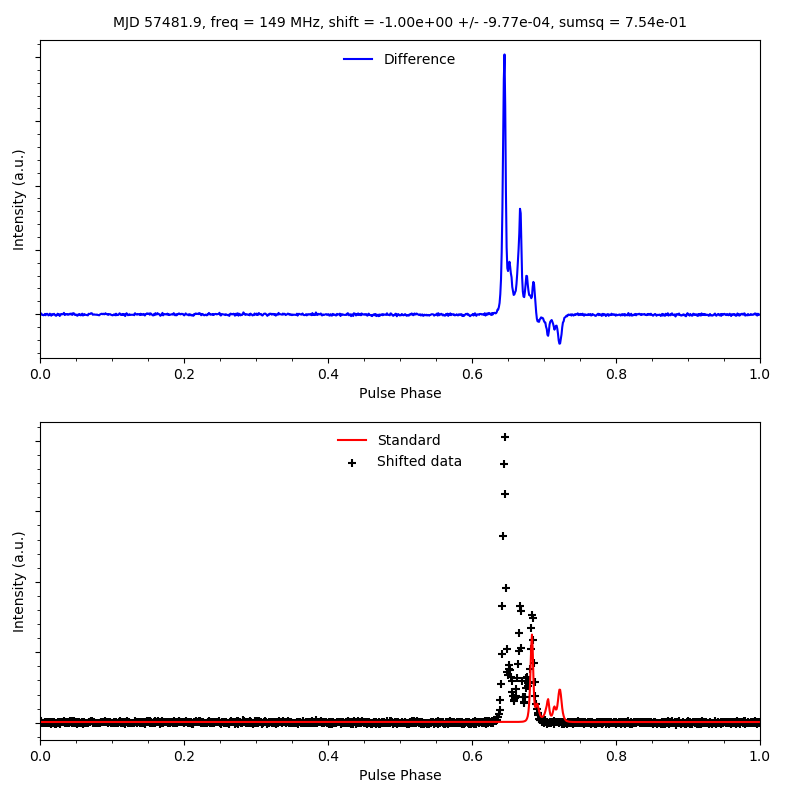 MJD 57481.9, freq = 149 MHz, shift = -1.00e+00 +/- -9.77e-04, sumsq = 7.54e-01
Difference
Intensity (a.u.)
0.0 0.2 0.4 0.6 0.8 1.0
Pulse Phase
Standard
Shifted data
Intensity (a.u.)
0.0 0.2 0.4 0.6 0.8 1.0
Pulse Phase